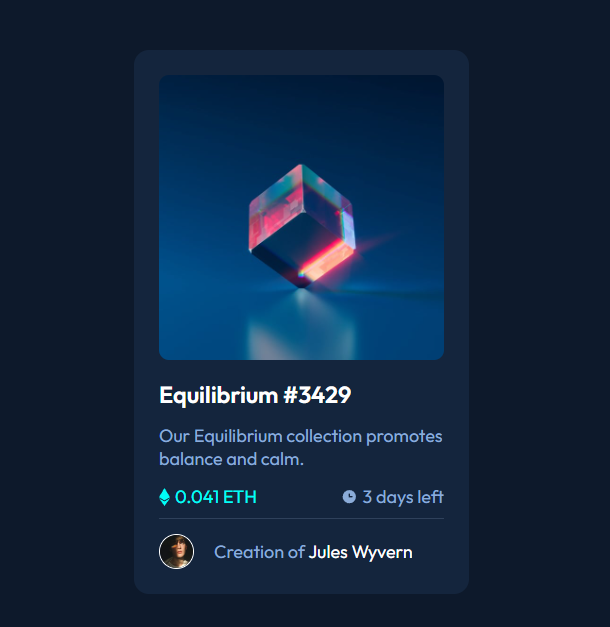 Equilibrium #3429
Our Equilibrium collection promotes
balance and calm.
0.041 ETH
3 days left
Creation of Jules Wyvern